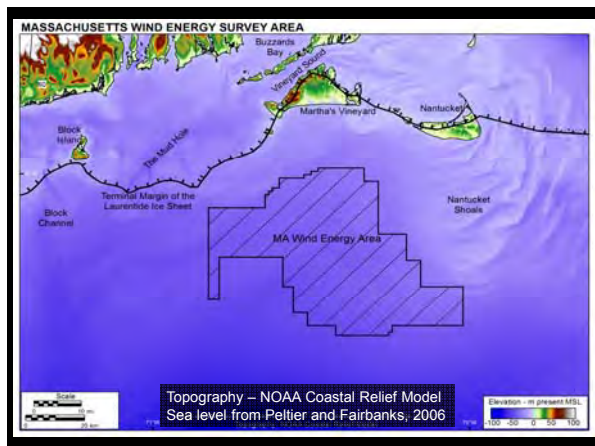 MASSACHUSETTS WIND ENERGY SURVEY AREA
Buzzards
Bay
Vineyard Sound
Martha's Vineyard
Nantucket
Block
Island
The Mud Hole
Terminal Margin of the
Laurentide Ice Sheet
Block
Channel
Nantucket
Shoals
MA Wind Energy Area
Scale
Topography – NOAA Coastal Relief Model
Sea level from Peltier and Fairbanks, 2006
Elevation - m present MSL
-100 -50 0 50 100